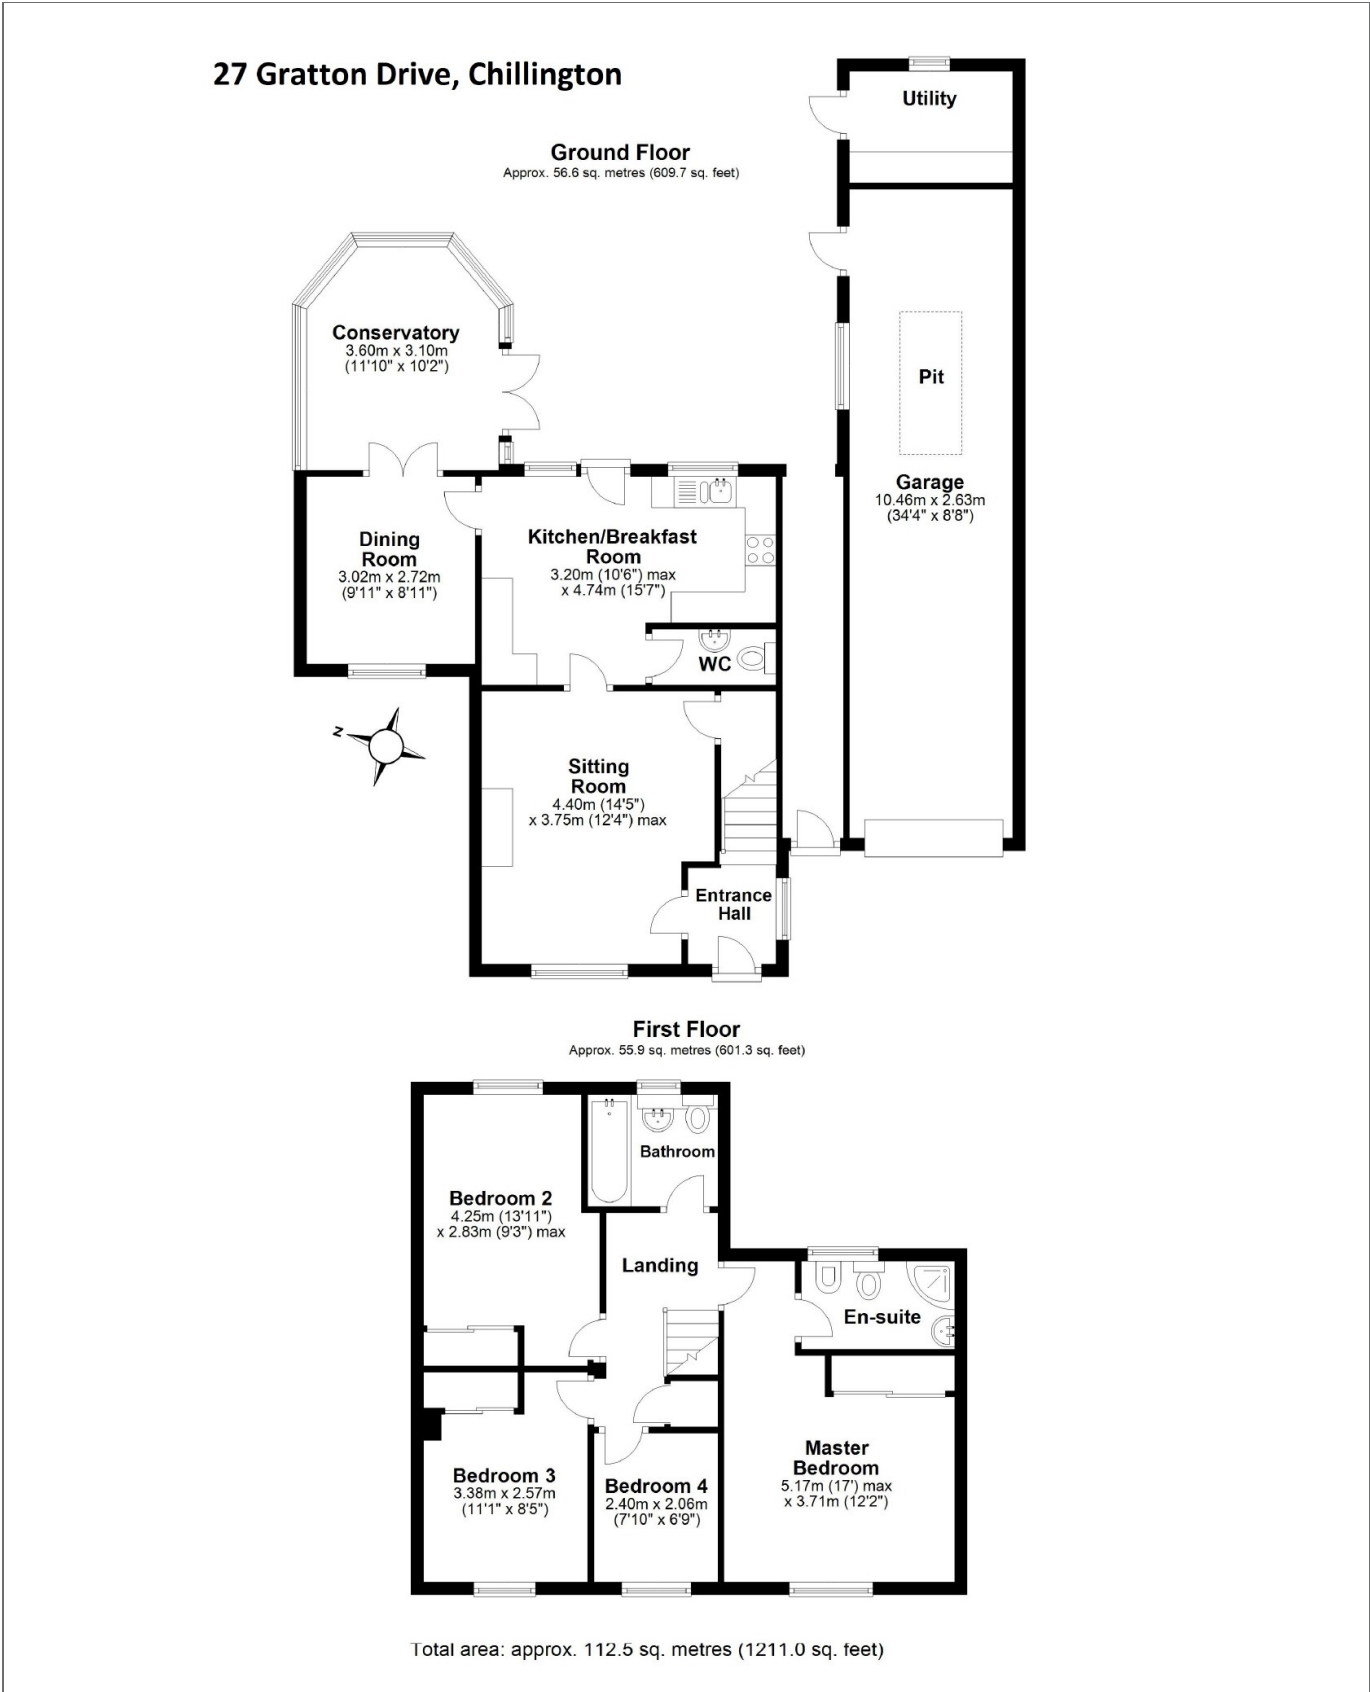 27 Gratton Drive, Chillington
Ground Floor
Approx. 56.6 sq. metres (609.7 sq. feet)
Utility
Conservatory
3.60m x 3.10m
(11'10" x 10'2")
Pit
Garage
10.46m x 2.63m
(34'4" x 8'8")
Dining
Room
3.02m x 2.72m
(9'11" x 8'11")
Kitchen/Breakfast
Room
3.20m (10'6") max
x 4.74m (15'7")
WC
N
Sitting
Room
4.40m (14'5")
x 3.75m (12'4") max
Entrance
Hall
First Floor
Approx. 55.9 sq. metres (601.3 sq. feet)
Bathroom
Bedroom 2
4.25m (13'11")
x 2.83m (9'3") max
Landing
En-suite
Master
Bedroom
5.17m (17') max
x 3.71m (12'2")
Bedroom 3
3.38m x 2.57m
(11'1" x 8'5")
Bedroom 4
2.40m x 2.06m
(7'10" x 6'9")
Total area: approx. 112.5 sq. metres (1211.0 sq. feet)